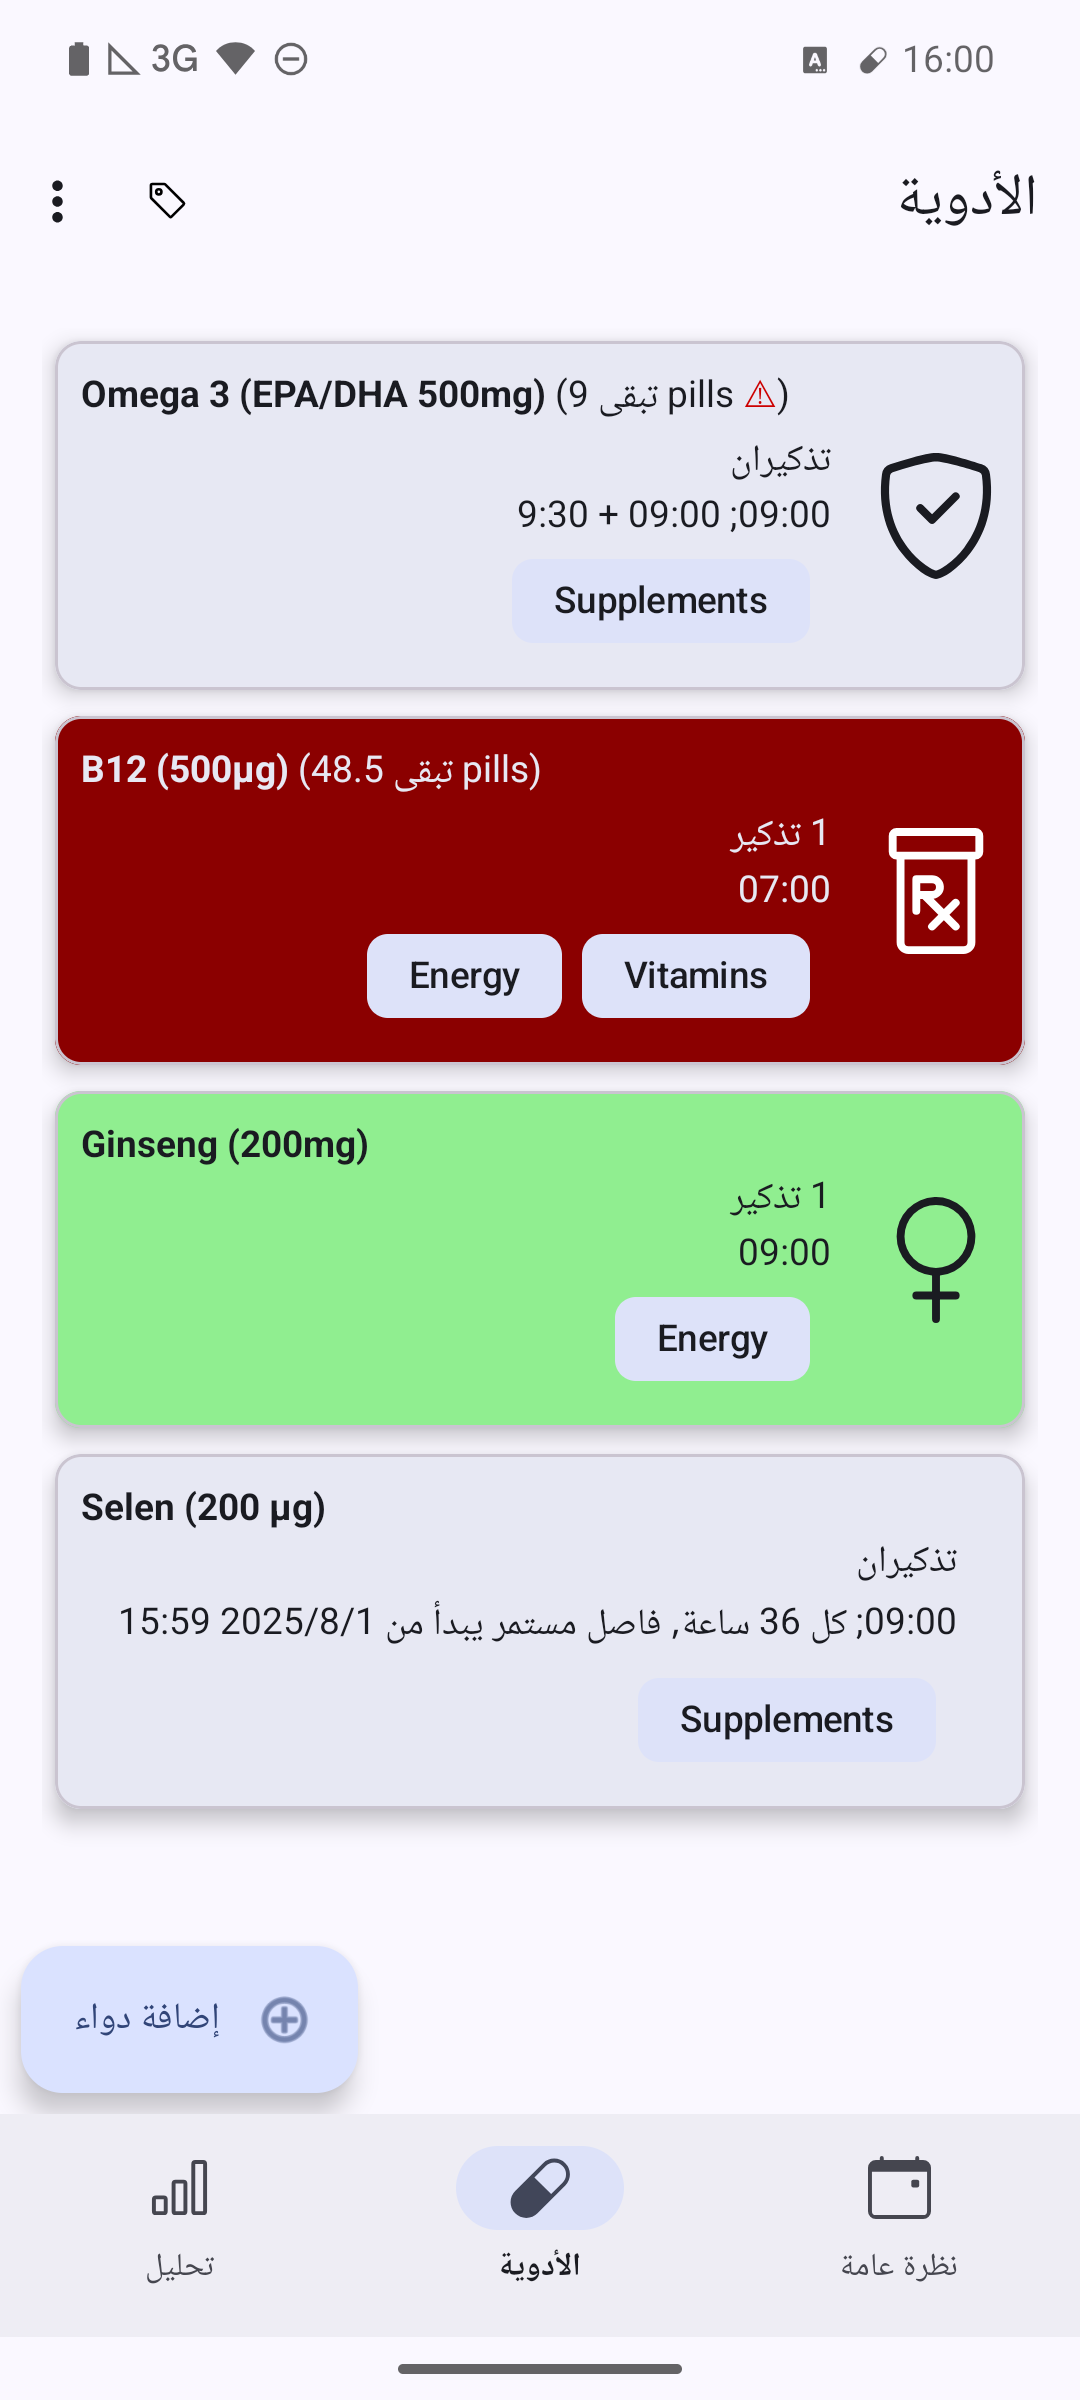 3G
16:00
الأدوية
Omega 3 (EPA/DHA 500mg) (9 تبقى pills ⚠)
تذكيران
09:00; 09:00 + 9:30
Supplements
B12 (500µg) (48.5 تبقى pills)
1 تذكير
07:00
Vitamins
Energy
Ginseng (200mg)
1 تذكير
09:00
Energy
Selen (200 µg)
تذكيران
09:00; كل 36 ساعة, فاصل مستمر يبدأ من 2025/8/1 15:59
Supplements
إضافة دواء
نظرة عامة
الأدوية
تحليل